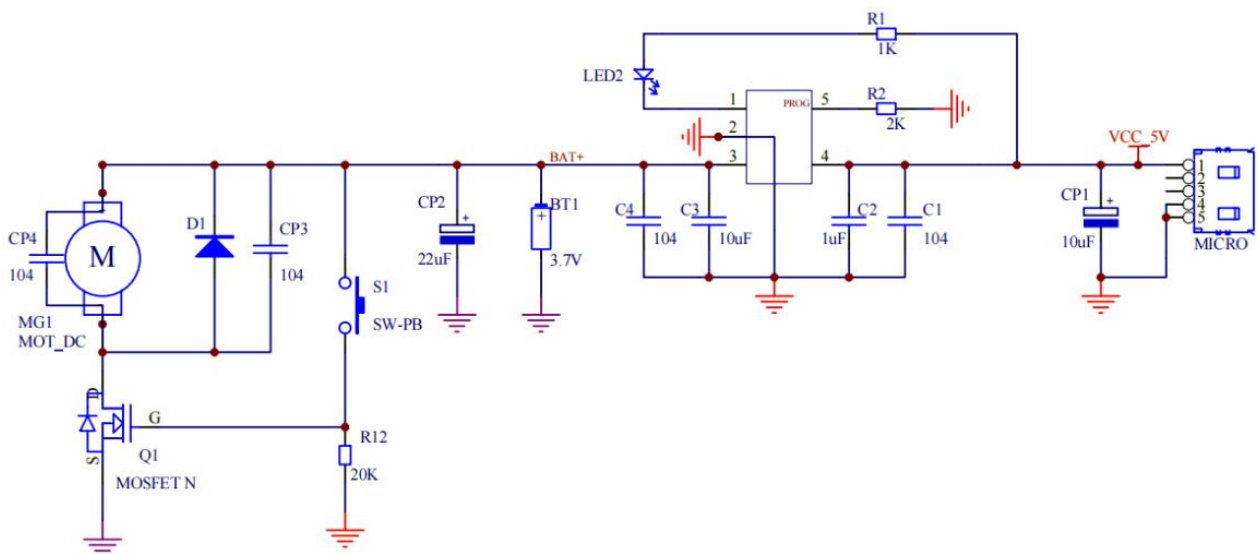 R1
1K
LED2
1
PROG
5
R2
2K
2
VCC_5V
BAT+
3
4
1
2
3
4
5
MICRO
CP2
+
22uF
+
BT1
3.7V
C4
104
C3
10uF
C2
1uF
C1
104
CP1
+
10uF
D1
CP3
104
CP4
104
M
+
S1
SW-PB
MG1
MOT_DC
D
G
S
Q1
MOSFET N
R12
20K